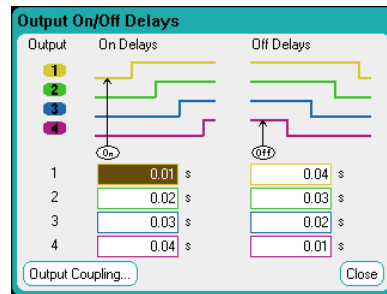 Output On/Off Delays
Output On Delays Off Delays
1
2
3
4
On Off
1 0.01 s 0.04 s
2 0.02 s 0.03 s
3 0.03 s 0.02 s
4 0.04 s 0.01 s
Output Coupling... Close